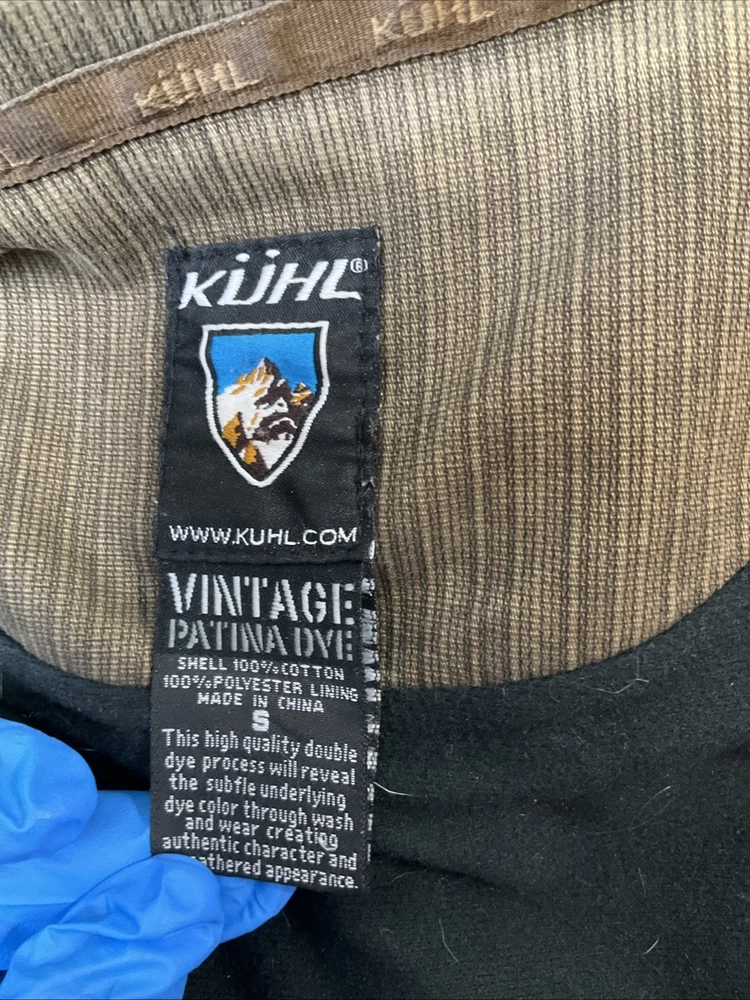 KÜHL
KÜHL
KÜHL®
WWW.KUHL.COM
VINTAGE
PATINA DYE
SHELL 100% COTTON
100% POLYESTER LINING
MADE IN CHINA
S
This high quality double
dye process will reveal
the subtle underlying
dye color through wash
and wear creating
authentic character and
appearance.